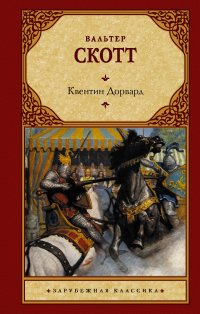 ВАЛЬТЕР
СКОТТ
Квентин Дорвард
ЗАРУБЕЖНАЯ КЛАССИКА